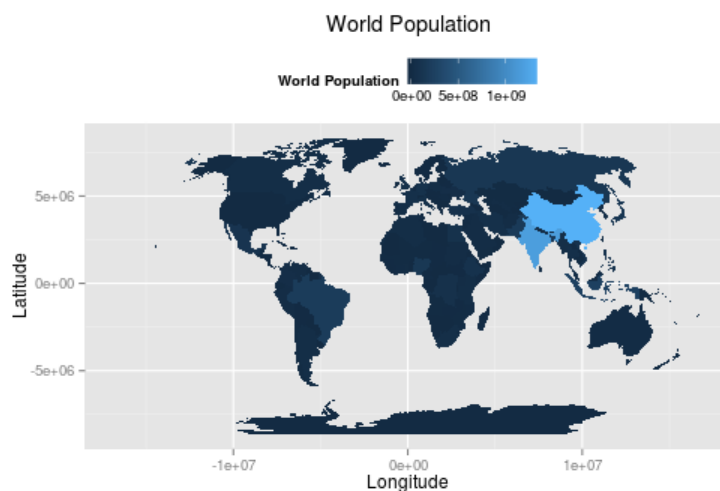 World Population
World Population
0e+00 5e+08 1e+09
5e+06
0e+00
-5e+06
Latitude
-1e+07 0e+00 1e+07
Longitude